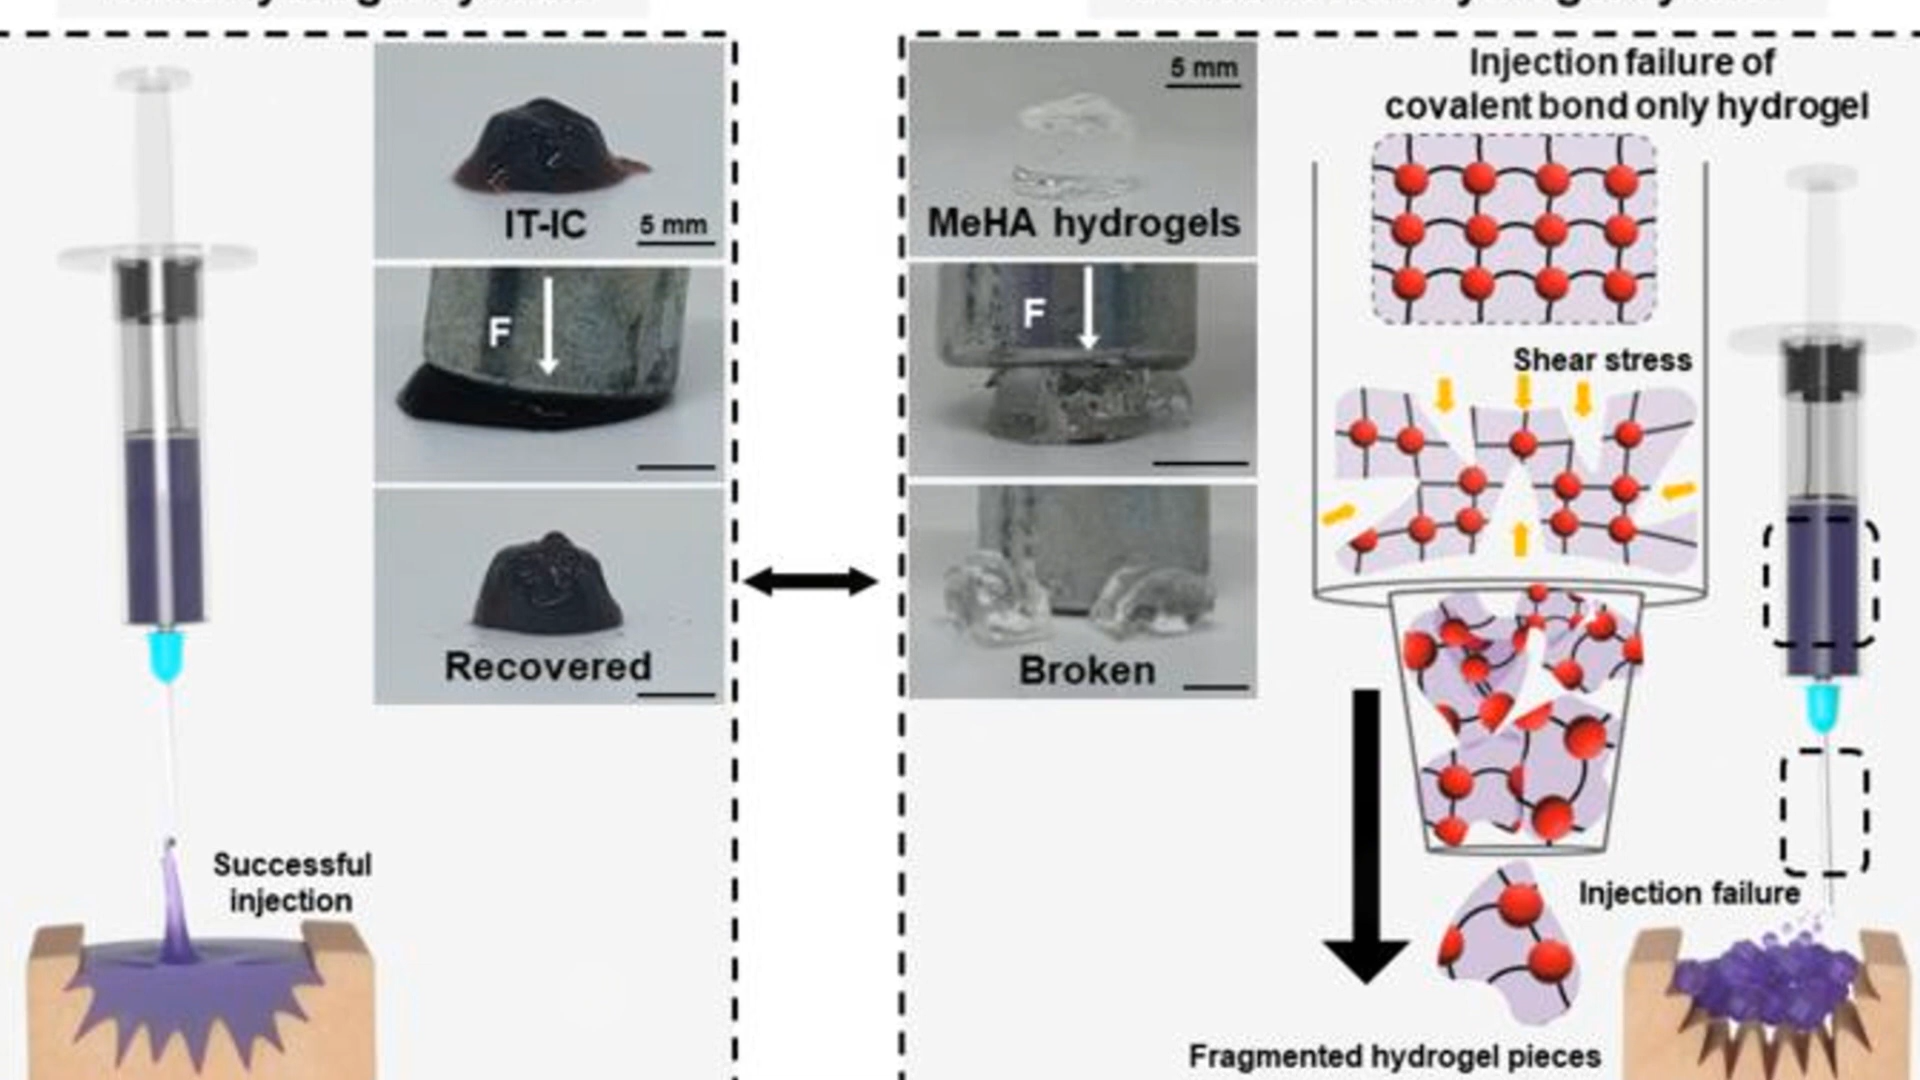 IT-IC
5 mm
F
Recovered
Successful
injection
5 mm
MeHA hydrogels
F
Broken
Injection failure of
covalent bond only hydrogel
Shear stress
Injection failure
Fragmented hydrogel pieces